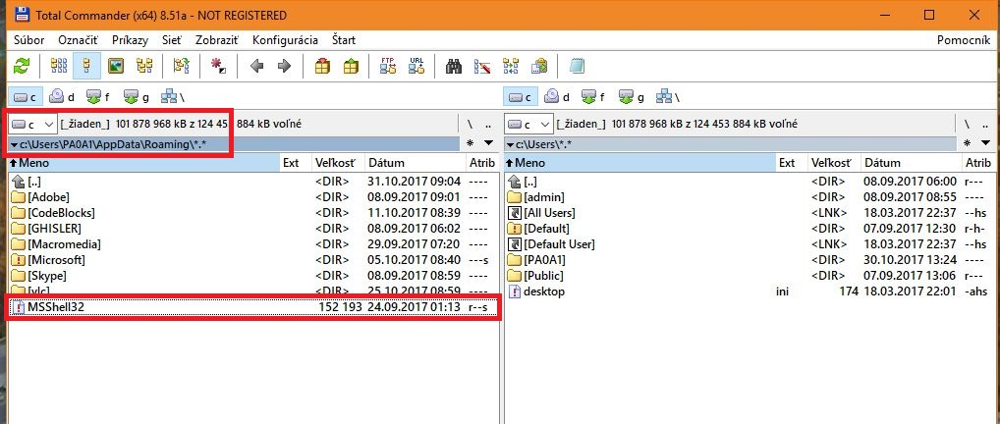 Total Commander (x64) 8.51a - NOT REGISTERED
Súbor Označiť Príkazy Sieť Zobraziť Konfigurácia Štart Pomocník
FTP URL
c d f g \
c [_žiaden_] 101 878 968 kB z 124 453 884 kB voľné \ ..
c:\Users\PA0A1\AppData\Roaming\*.* *
Meno Ext Veľkosť Dátum Atrib
[..] <DIR> 31.10.2017 09:04 ----
[Adobe] <DIR> 08.09.2017 09:01 ----
[CodeBlocks] <DIR> 11.10.2017 08:39 ----
[GHISLER] <DIR> 08.09.2017 06:02 ----
[Macromedia] <DIR> 29.09.2017 07:20 ----
[Microsoft] <DIR> 05.10.2017 08:40 ---s
[Skype] <DIR> 08.09.2017 08:59 ----
[vlc] <DIR> 25.10.2017 08:59 ----
MSShell32 152 193 24.09.2017 01:13 r--s
c d f g \
c [_žiaden_] 101 878 968 kB z 124 453 884 kB voľné \ ..
c:\Users\*.* *
Meno Ext Veľkosť Dátum Atrib
[..] <DIR> 08.09.2017 06:00 r---
[admin] <DIR> 08.09.2017 08:55 ----
[All Users] <LNK> 18.03.2017 22:37 --hs
[Default] <DIR> 07.09.2017 12:30 r-h-
[Default User] <LNK> 18.03.2017 22:37 --hs
[PA0A1] <DIR> 30.10.2017 13:24 ----
[Public] <DIR> 07.09.2017 13:06 r---
desktop ini 174 18.03.2017 22:01 -ahs